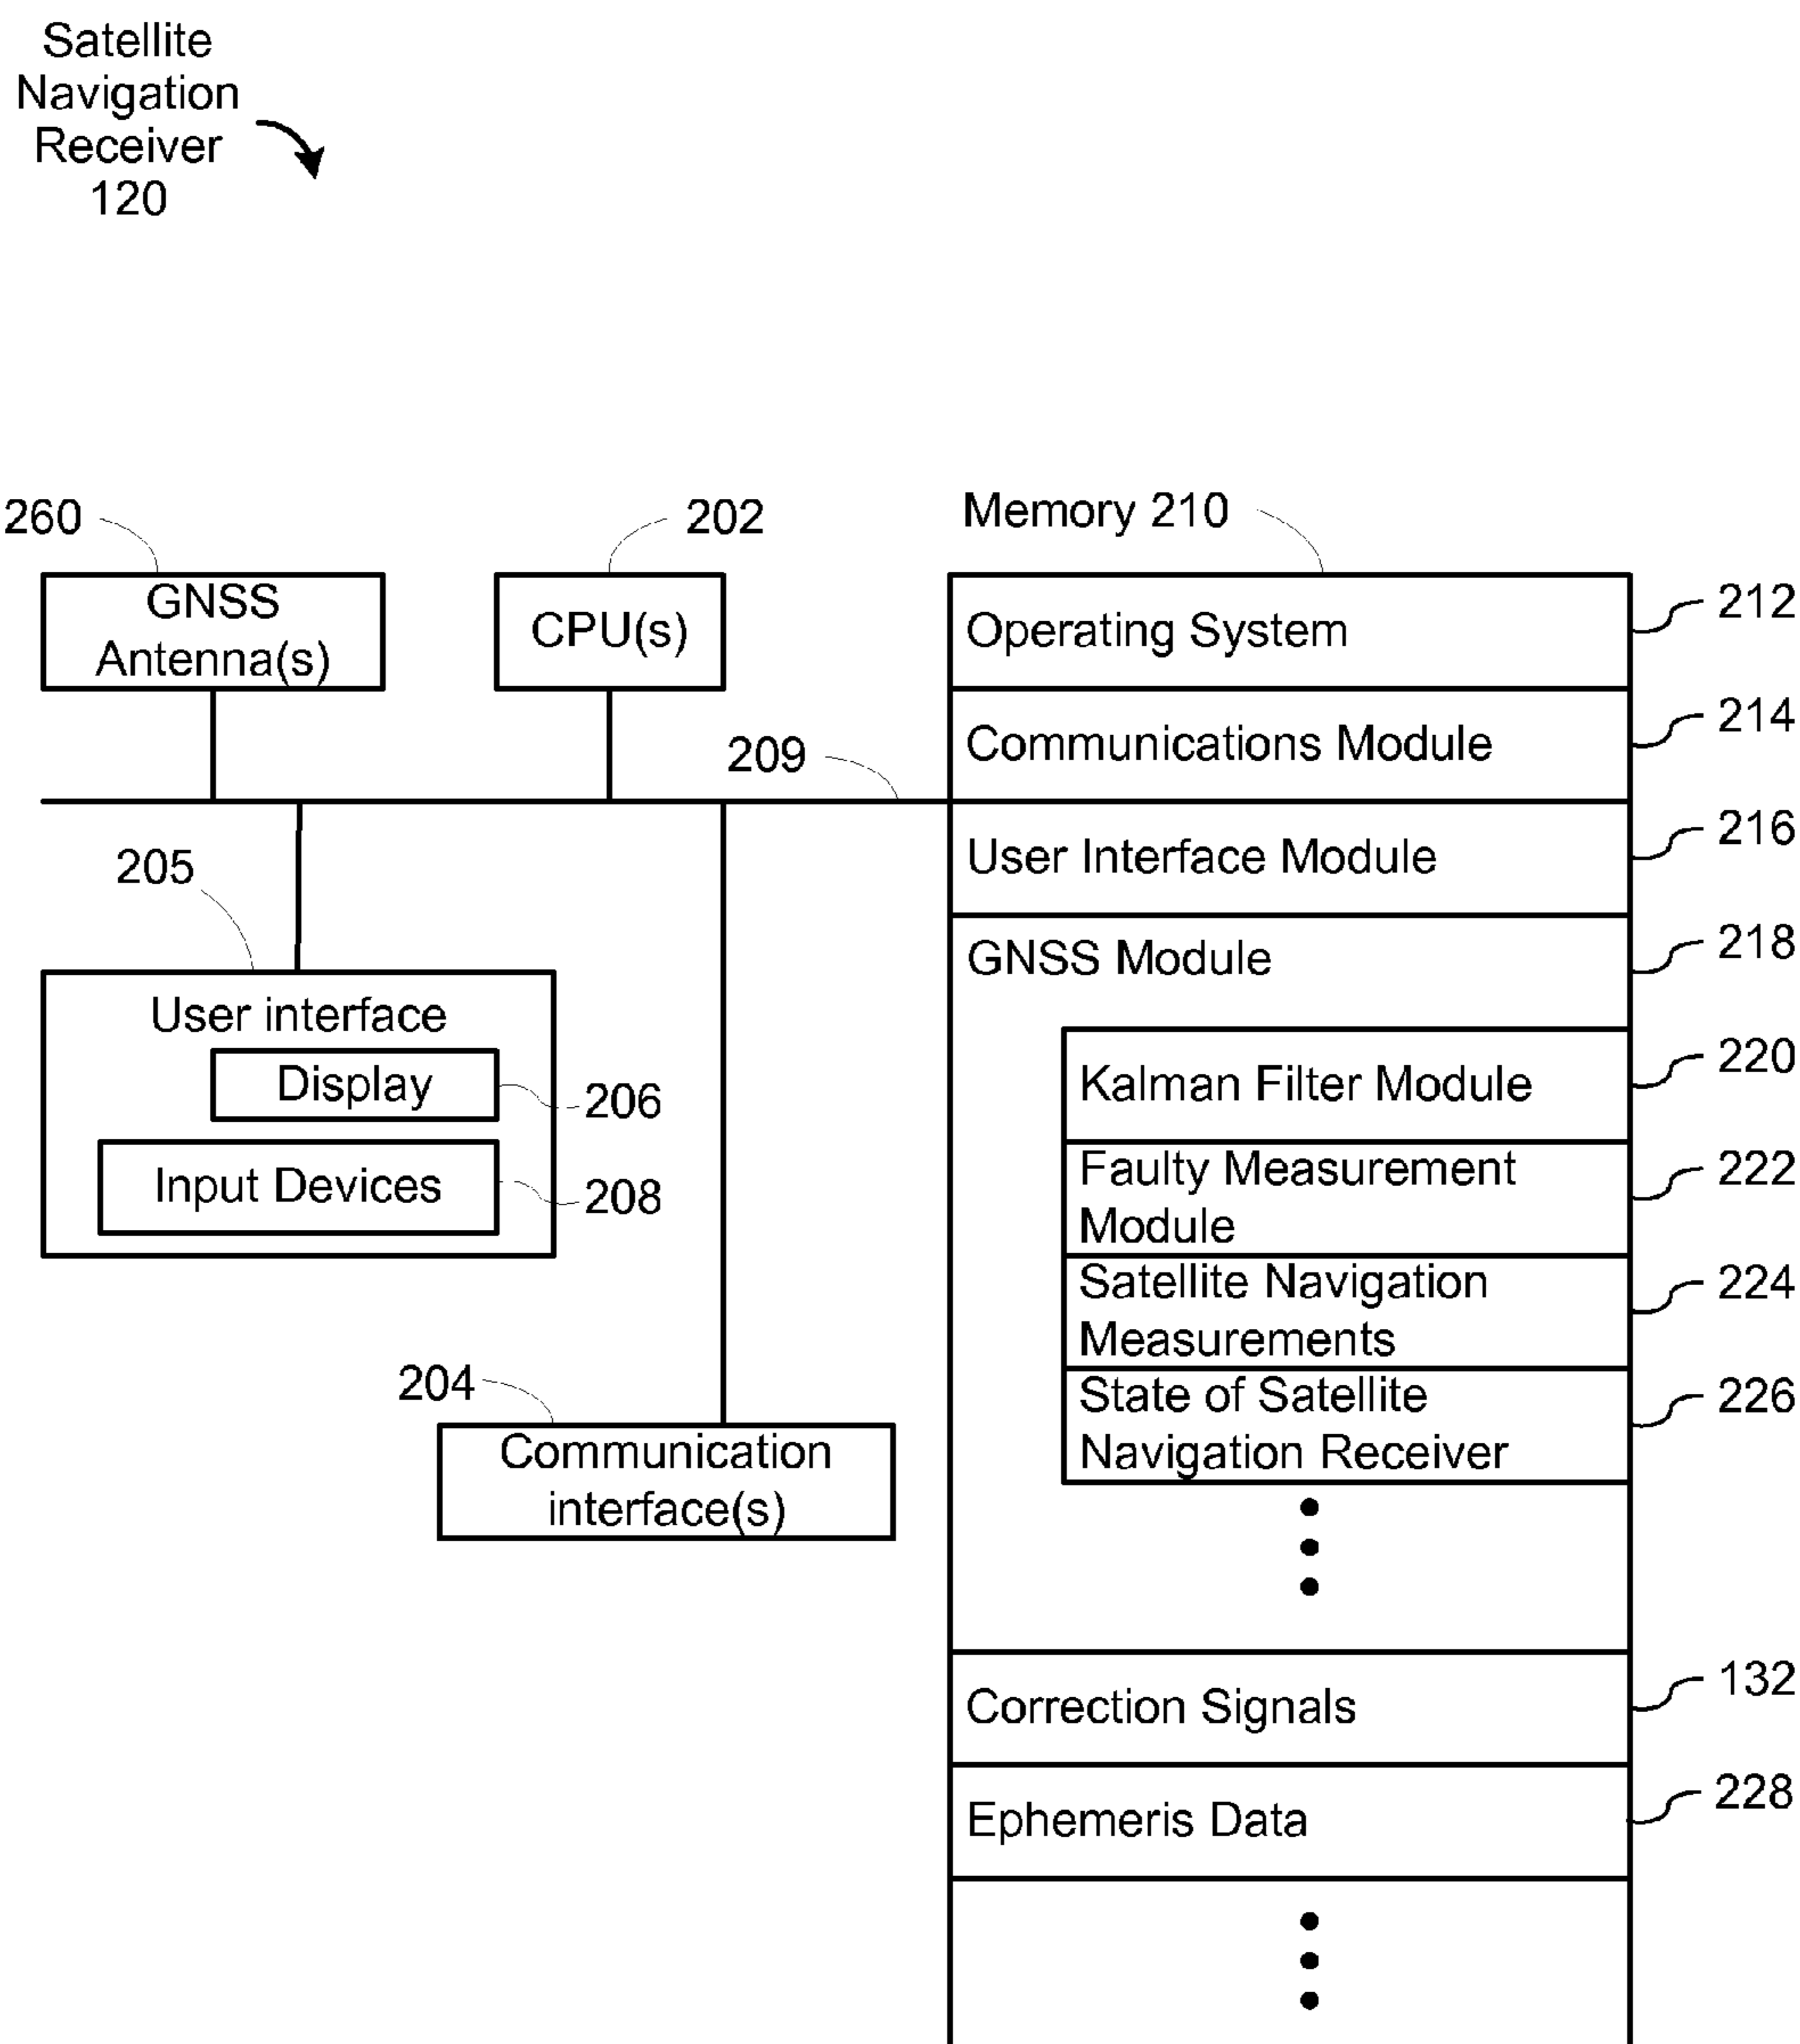 Satellite
Navigation
Receiver
120
260
202
Memory 210
GNSS
Antenna(s)
CPU(s)
Operating System
212
Communications Module
214
209
User Interface Module
216
205
GNSS Module
218
User interface
Display
206
Input Devices
208
Kalman Filter Module
220
Faulty Measurement
Module
222
Satellite Navigation
Measurements
224
State of Satellite
Navigation Receiver
226
204
Communication
interface(s)
Correction Signals
132
Ephemeris Data
228